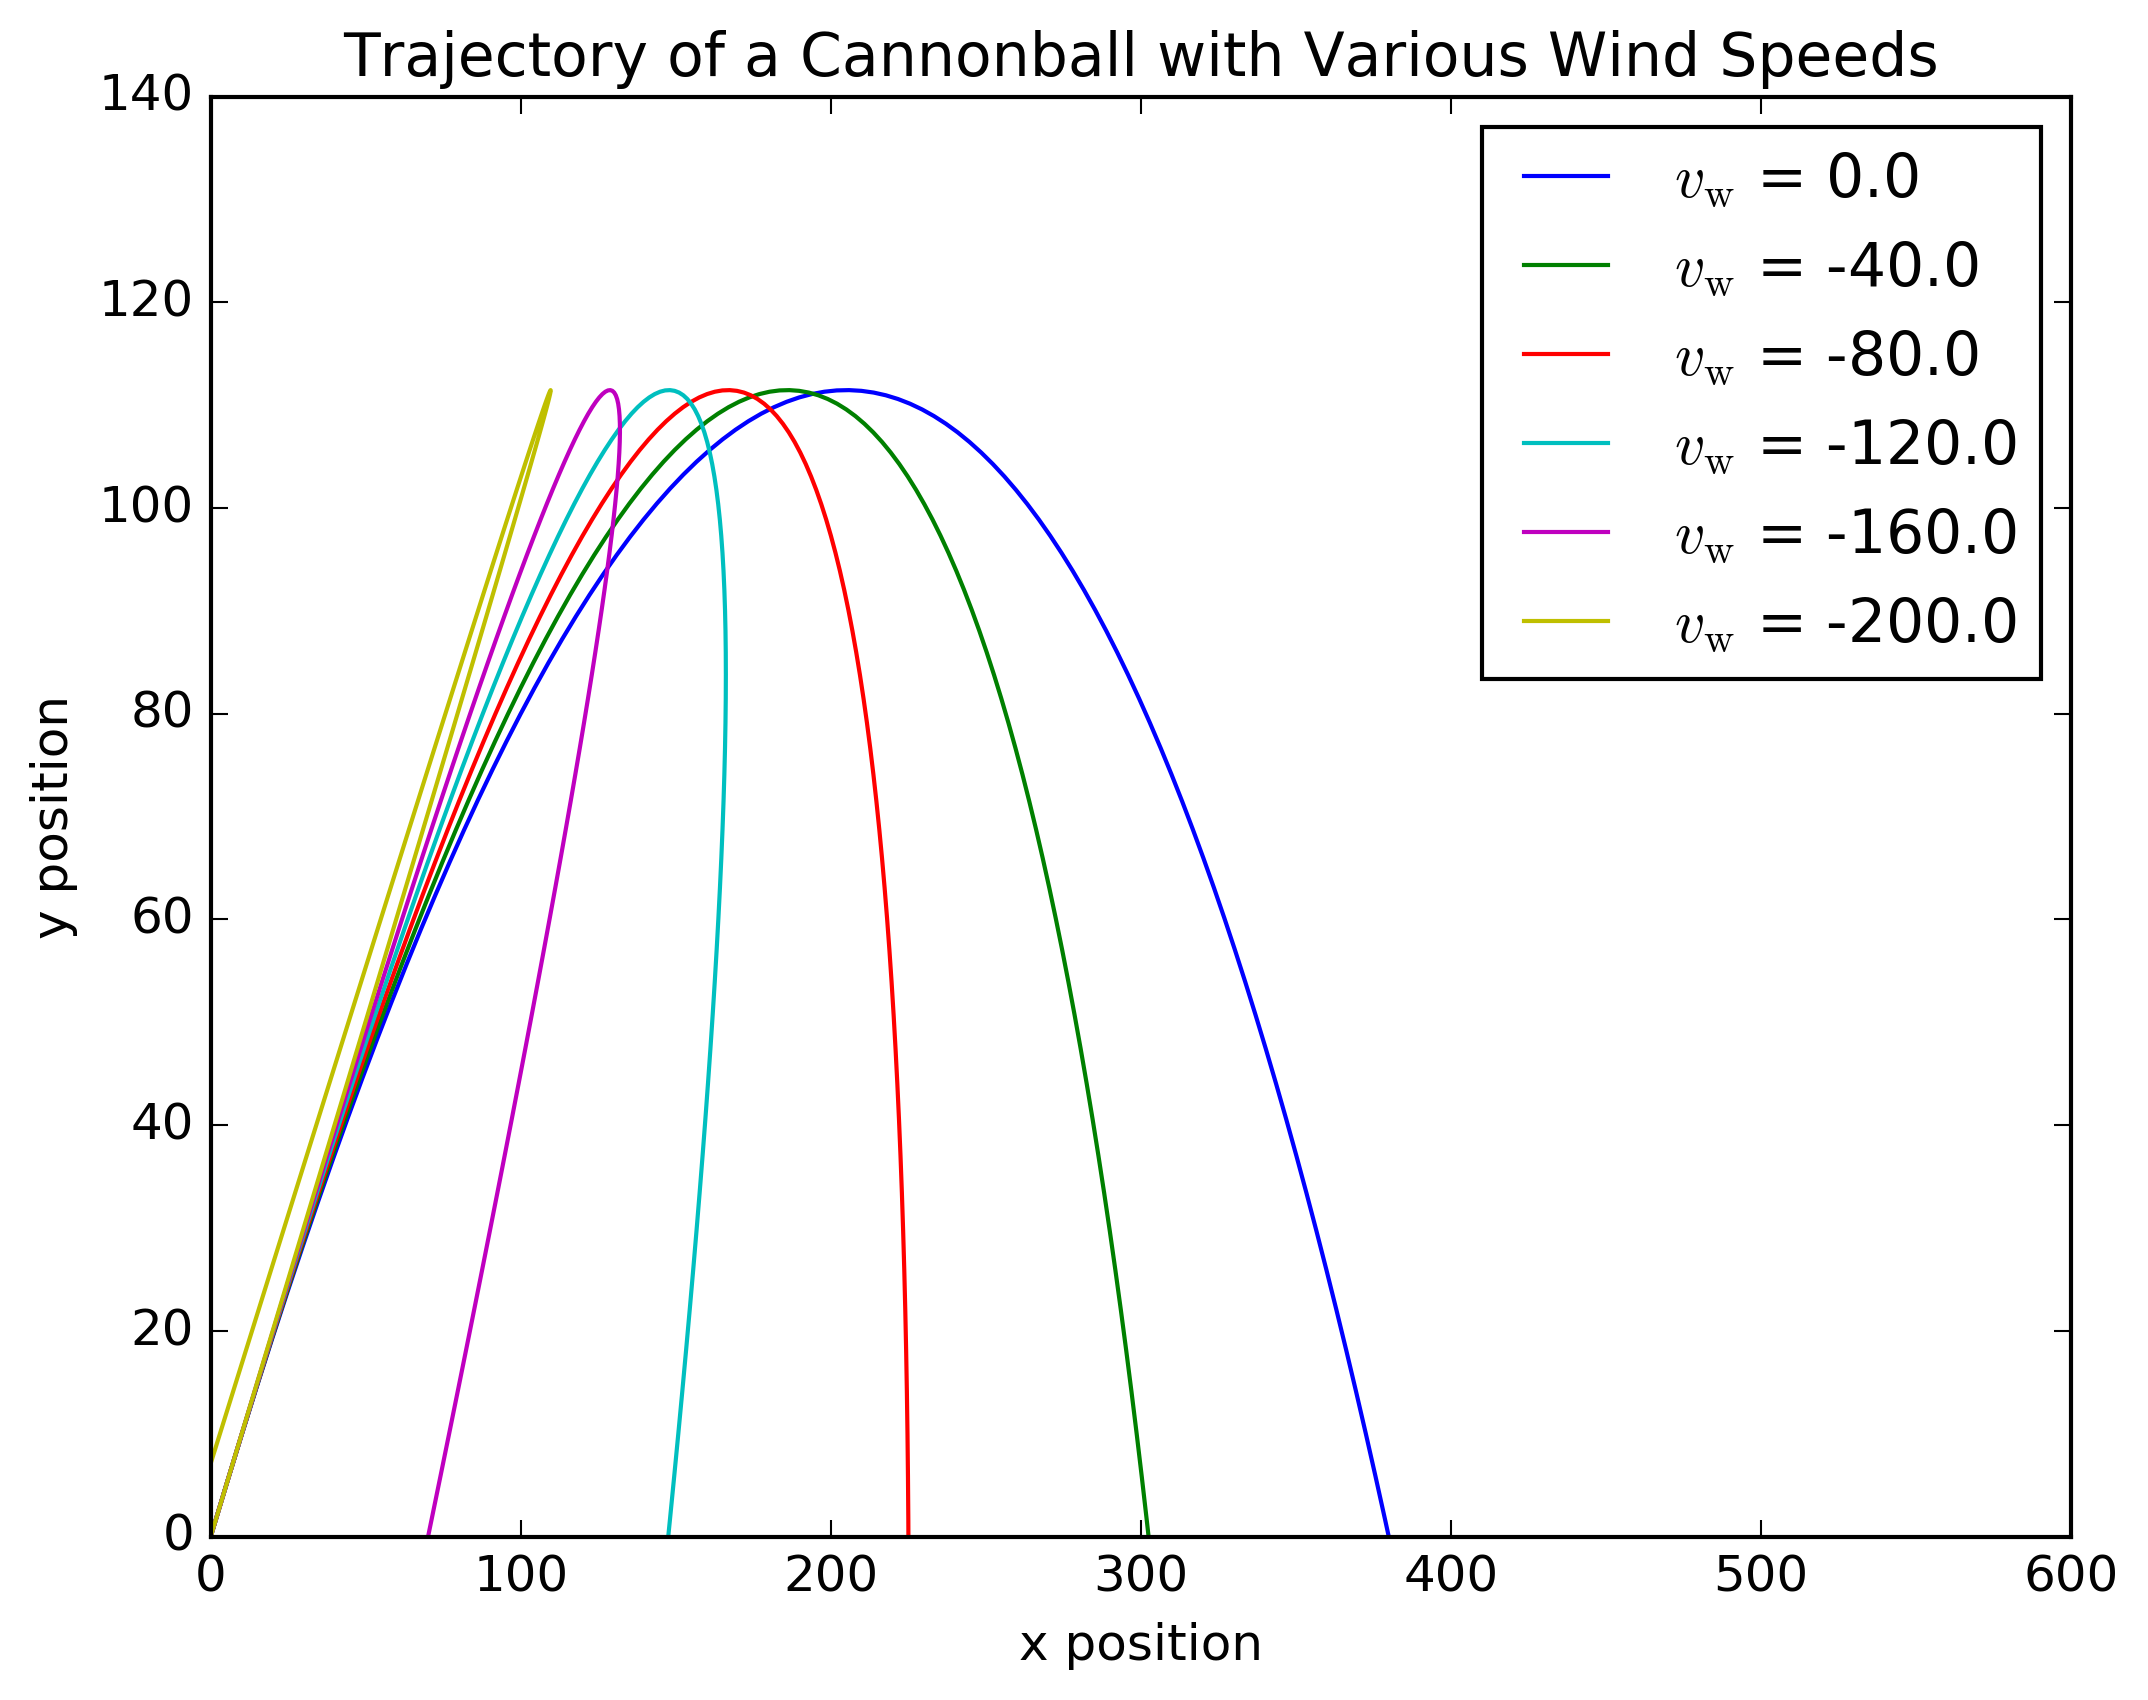 Trajectory of a Cannonball with Various Wind Speeds
140
120
100
80
60
40
20
0
y position
v_w = 0.0
v_w = -40.0
v_w = -80.0
v_w = -120.0
v_w = -160.0
v_w = -200.0
0 100 200 300 400 500 600
x position